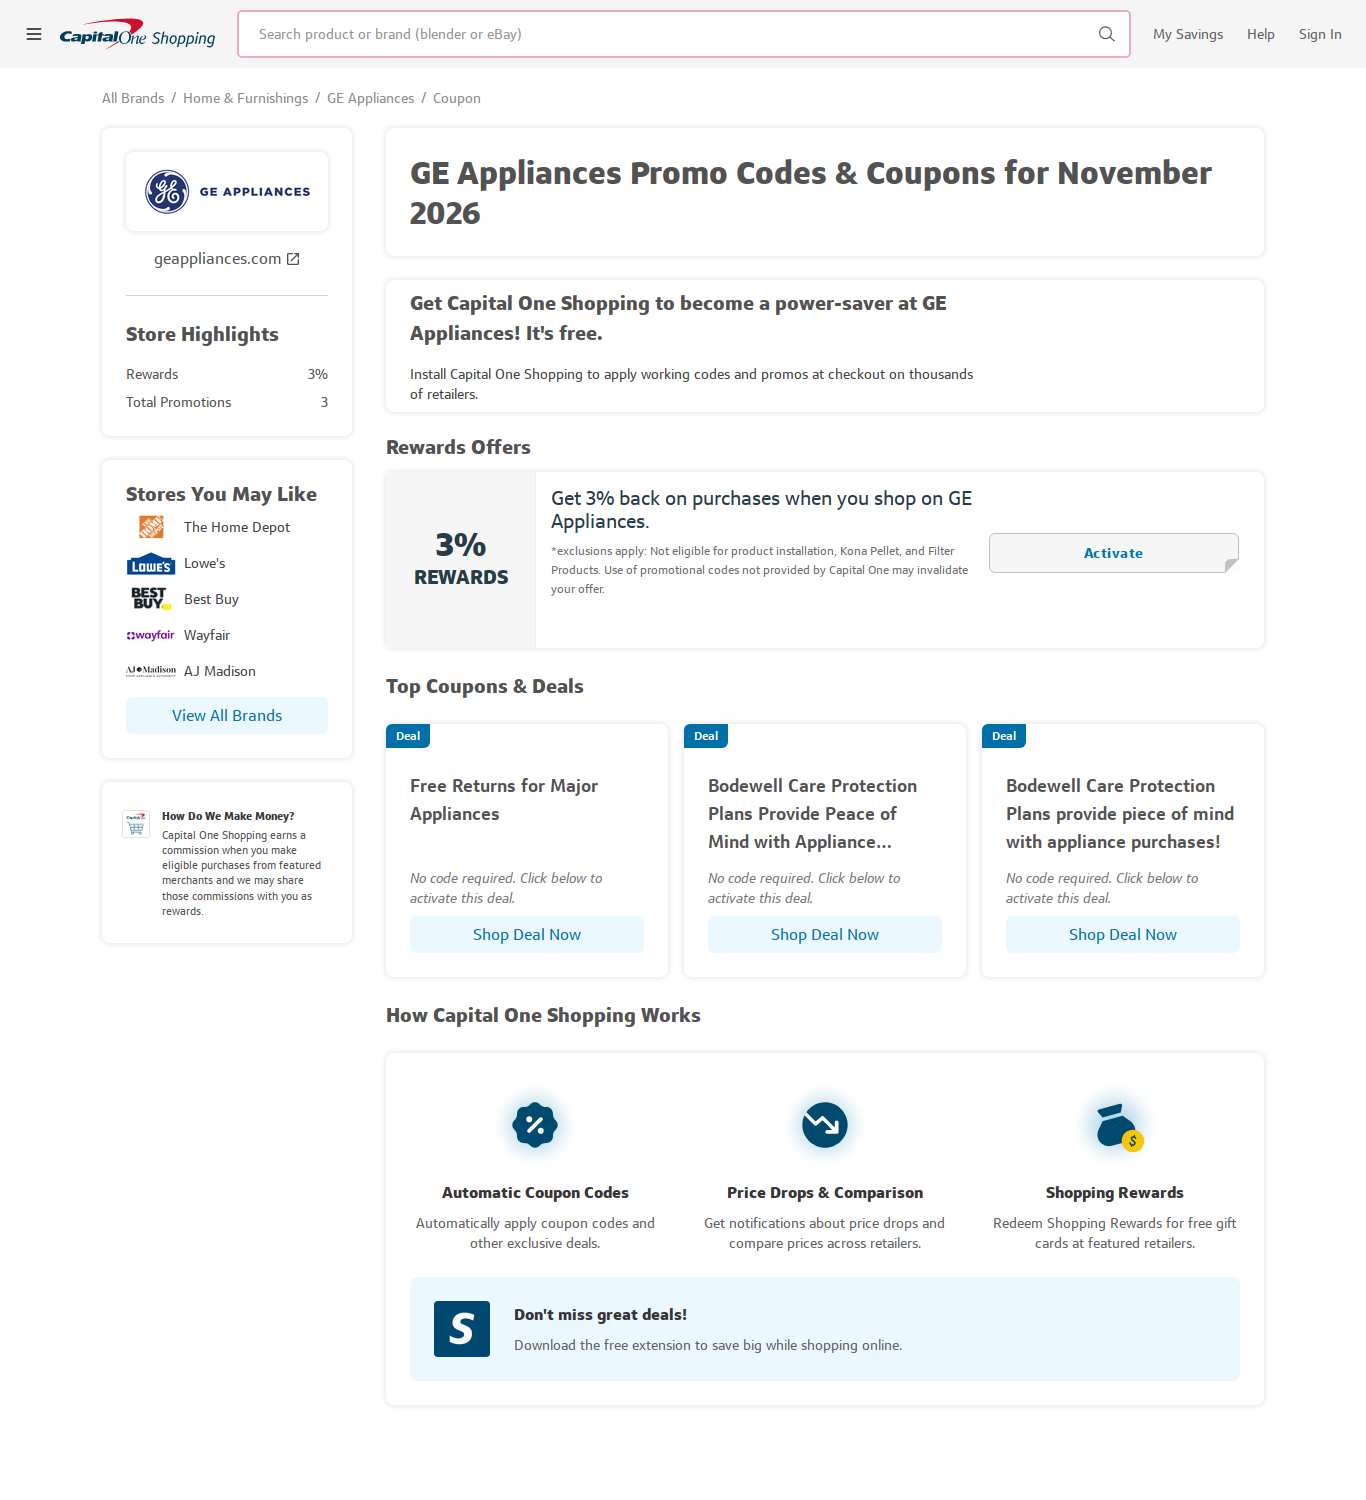 CapitalOne Shopping
Search product or brand (blender or eBay)
My Savings
Help
Sign In
All Brands / Home & Furnishings / GE Appliances / Coupon
GE APPLIANCES
geappliances.com
Store Highlights
Rewards 3%
Total Promotions 3
Stores You May Like
The Home Depot
LOWE'S Lowe's
BEST
BUY
Best Buy
wayfair Wayfair
AJ Madison AJ Madison
View All Brands
How Do We Make Money?
Capital One Shopping earns a
commission when you make
eligible purchases from featured
merchants and we may share
those commissions with you as
rewards.
GE Appliances Promo Codes & Coupons for November
2026
Get Capital One Shopping to become a power-saver at GE
Appliances! It's free.
Install Capital One Shopping to apply working codes and promos at checkout on thousands
of retailers.
Rewards Offers
3%
REWARDS
Get 3% back on purchases when you shop on GE
Appliances.
*exclusions apply: Not eligible for product installation, Kona Pellet, and Filter
Products. Use of promotional codes not provided by Capital One may invalidate
your offer.
Activate
Top Coupons & Deals
Deal
Free Returns for Major
Appliances
No code required. Click below to
activate this deal.
Shop Deal Now
Deal
Bodewell Care Protection
Plans Provide Peace of
Mind with Appliance...
No code required. Click below to
activate this deal.
Shop Deal Now
Deal
Bodewell Care Protection
Plans provide piece of mind
with appliance purchases!
No code required. Click below to
activate this deal.
Shop Deal Now
How Capital One Shopping Works
Automatic Coupon Codes
Automatically apply coupon codes and
other exclusive deals.
Price Drops & Comparison
Get notifications about price drops and
compare prices across retailers.
Shopping Rewards
Redeem Shopping Rewards for free gift
cards at featured retailers.
S
Don't miss great deals!
Download the free extension to save big while shopping online.